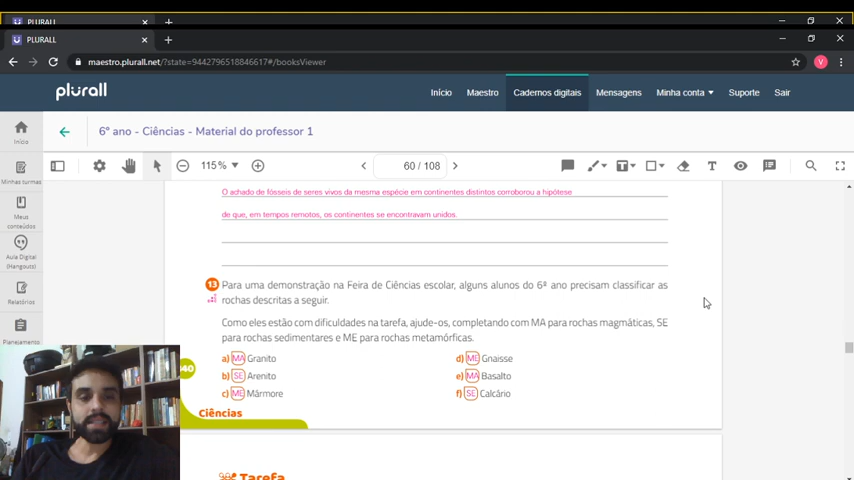 PLURALL
PLURALL
maestro.plurall.net/?state=9442796518846617#/booksViewer
V
plurall
Início Maestro Cadernos digitais Mensagens Minha conta Suporte Sair
Início
6º ano - Ciências - Material do professor 1
Minhas turmas
115% 60 / 108
Meus conteúdos
Aula Digital (Hangouts)
Relatórios
Planejamento
O achado de fósseis de seres vivos da mesma espécie em continentes distintos corroborou a hipótese
de que, em tempos remotos, os continentes se encontravam unidos.
13 Para uma demonstração na Feira de Ciências escolar, alguns alunos do 6º ano precisam classificar as
rochas descritas a seguir.
Como eles estão com dificuldades na tarefa, ajude-os, completando com MA para rochas magmáticas, SE
para rochas sedimentares e ME para rochas metamórficas.
a) MA Granito
b) SE Arenito
c) ME Mármore
d) ME Gnaisse
e) MA Basalto
f) SE Calcário
40
Ciências
Tarefa